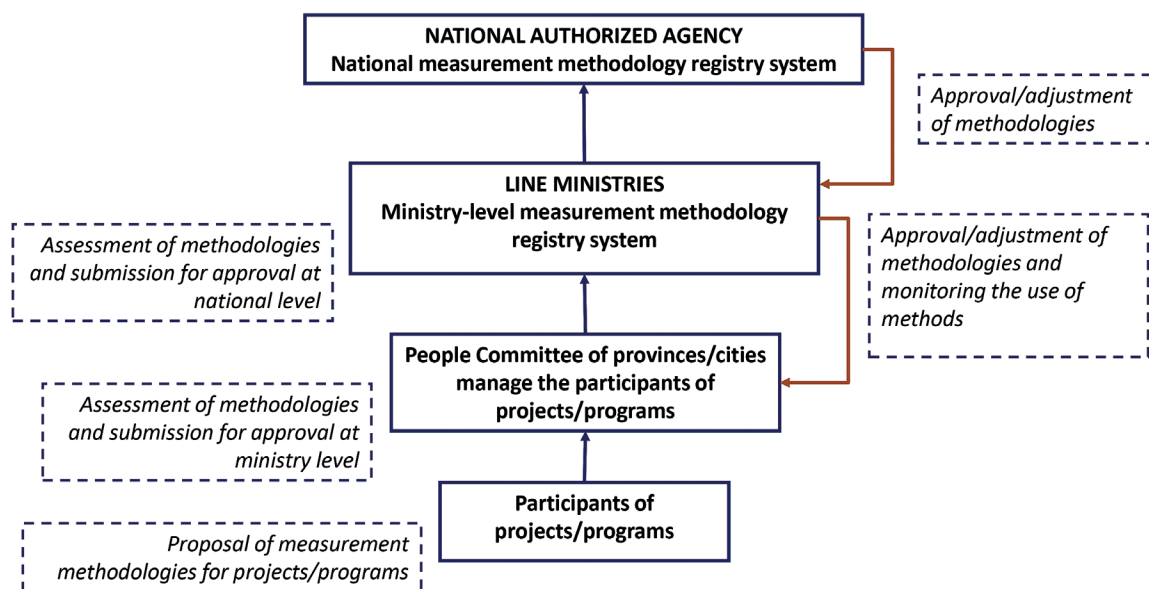 NATIONAL AUTHORIZED AGENCY
National measurement methodology registry system
Approval/adjustment
of methodologies
LINE MINISTRIES
Ministry-level measurement methodology
registry system
Assessment of methodologies
and submission for approval at
national level
Approval/adjustment of
methodologies and
monitoring the use of
methods
People Committee of provinces/cities
manage the participants of
projects/programs
Assessment of methodologies
and submission for approval at
ministry level
Participants of
projects/programs
Proposal of measurement
methodologies for projects/programs